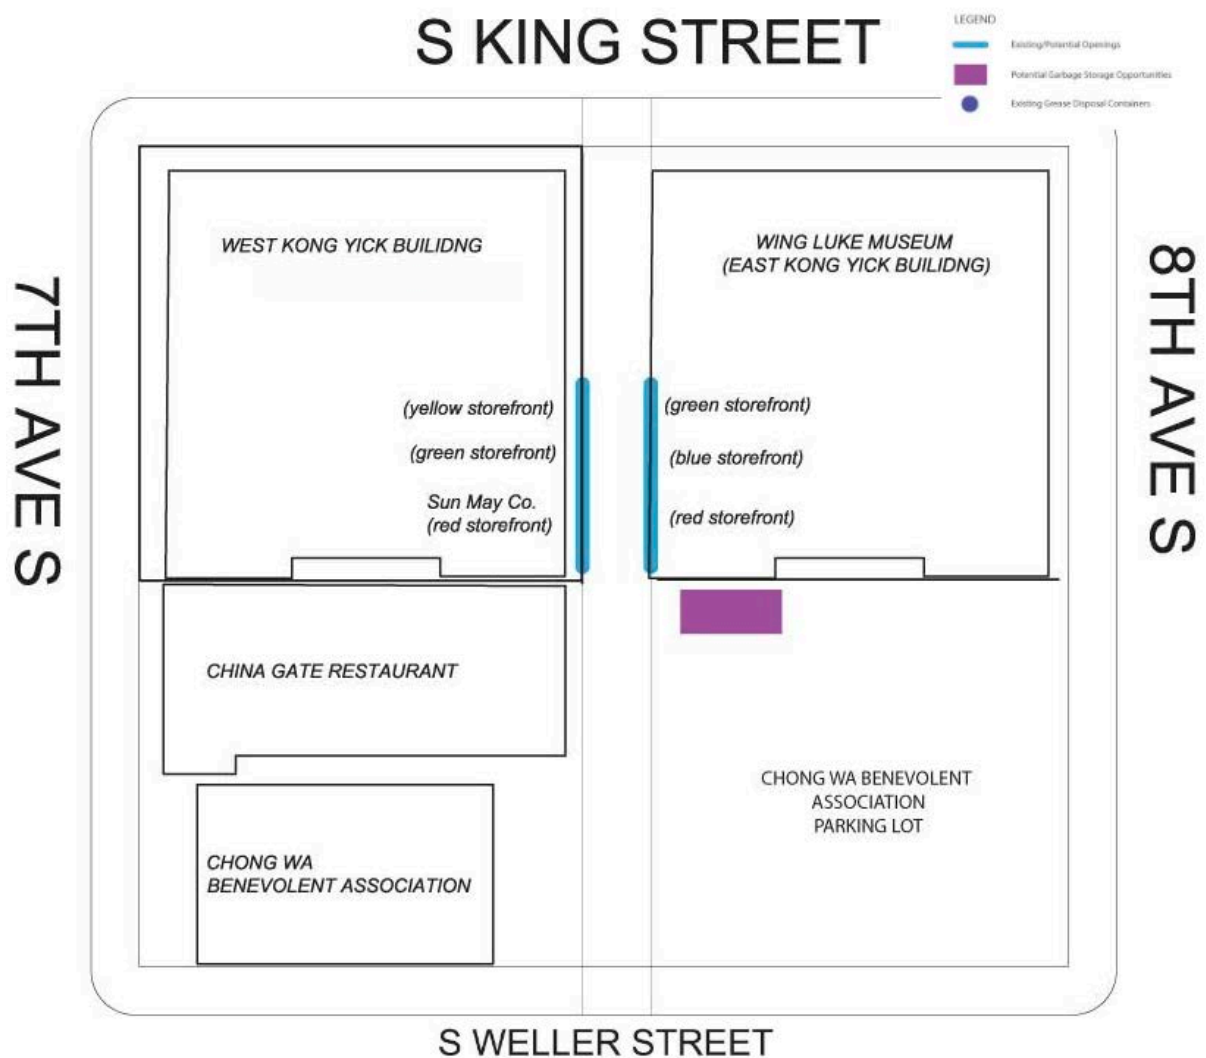 S KING STREET
LEGEND
Existing/Potential Openings
Potential Garbage Storage Opportunities
Existing Grease Disposal Containers
7TH AVE S
8TH AVE S
WEST KONG YICK BUILIDNG
WING LUKE MUSEUM
(EAST KONG YICK BUILIDNG)
(yellow storefront)
(green storefront)
Sun May Co.
(red storefront)
(green storefront)
(blue storefront)
(red storefront)
CHINA GATE RESTAURANT
CHONG WA BENEVOLENT
ASSOCIATION
PARKING LOT
CHONG WA
BENEVOLENT ASSOCIATION
S WELLER STREET